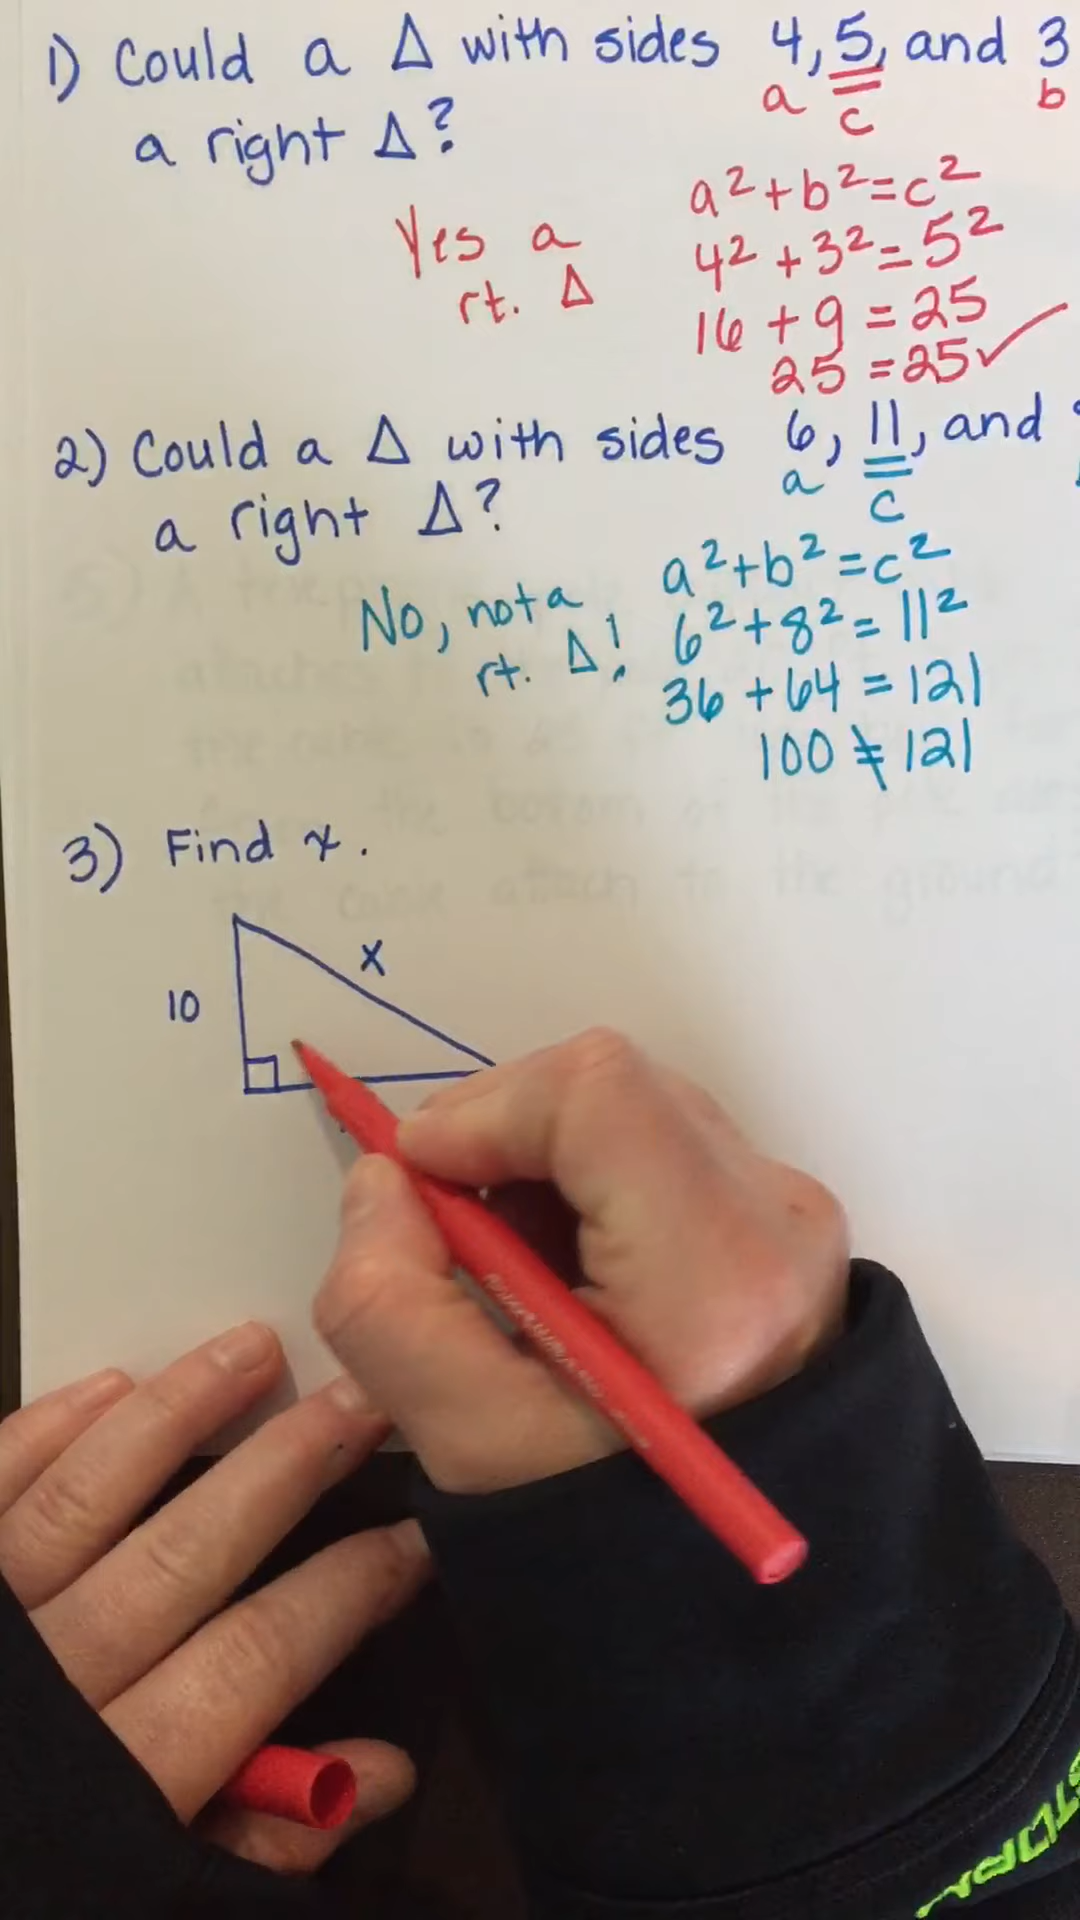 1) Could a Δ with sides 4, 5, and 3
a c b
a right Δ?
a²+b²=c²
Yes a
rt. Δ
4²+3²=5²
16+9=25
25=25✓
2) Could a Δ with sides 6, 11, and
a c
a right Δ?
a²+b²=c²
No, not a
rt. Δ!
6²+8²=11²
36+64=121
100≠121
3) Find x.
x
10